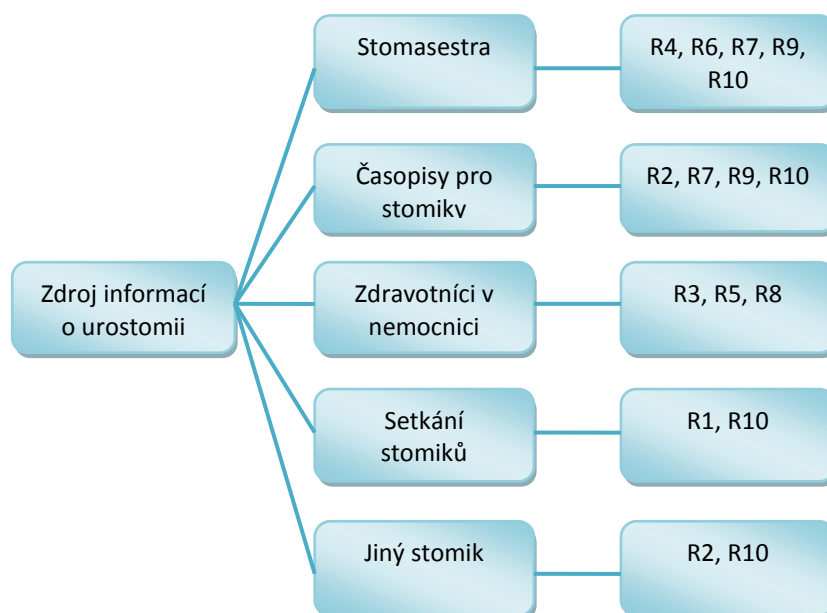 Stomasestra
R4, R6, R7, R9,
R10
Časopisy pro
stomikv
R2, R7, R9, R10
Zdroj informací
o urostomii
Zdravotníci v
nemocnici
R3, R5, R8
Setkání
stomiků
R1, R10
Jiný stomik
R2, R10